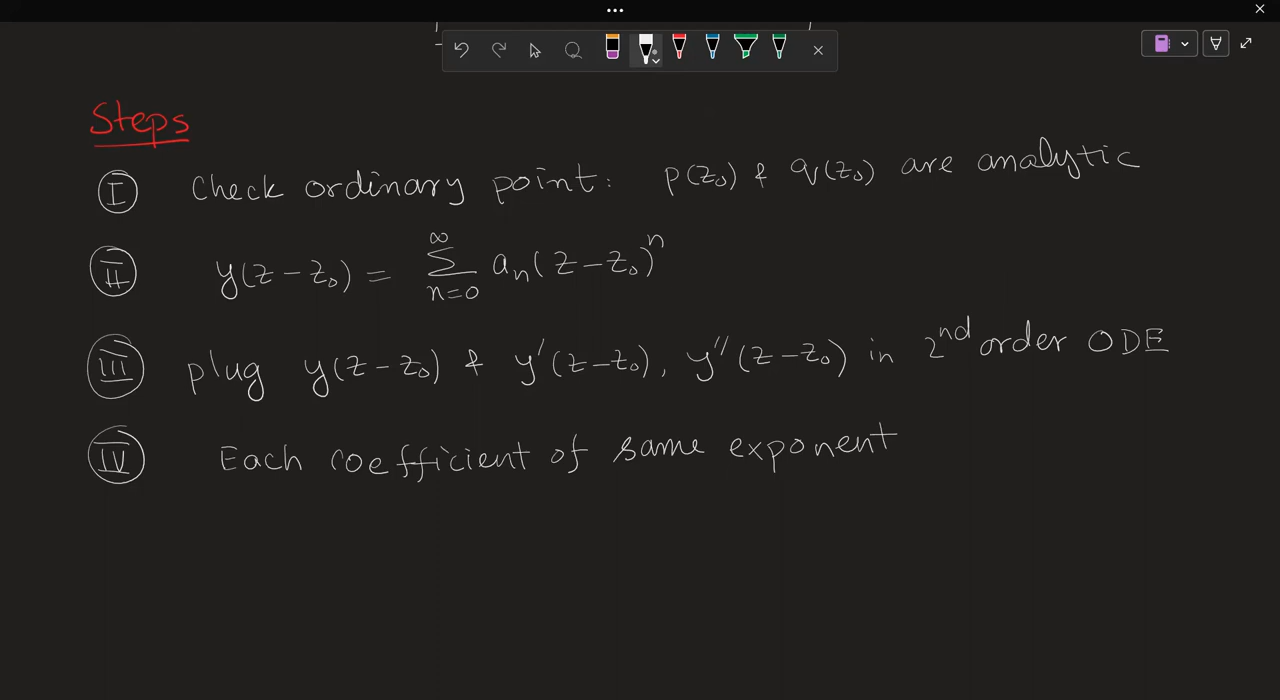 Steps
I Check ordinary point: p(z₀) & q(z₀) are analytic
II y(z-z₀) = ∑_{n=0}^{∞} aₙ(z-z₀)ⁿ
III plug y(z-z₀) & y'(z-z₀), y''(z-z₀) in 2nd order ODE
IV Each coefficient of same exponent